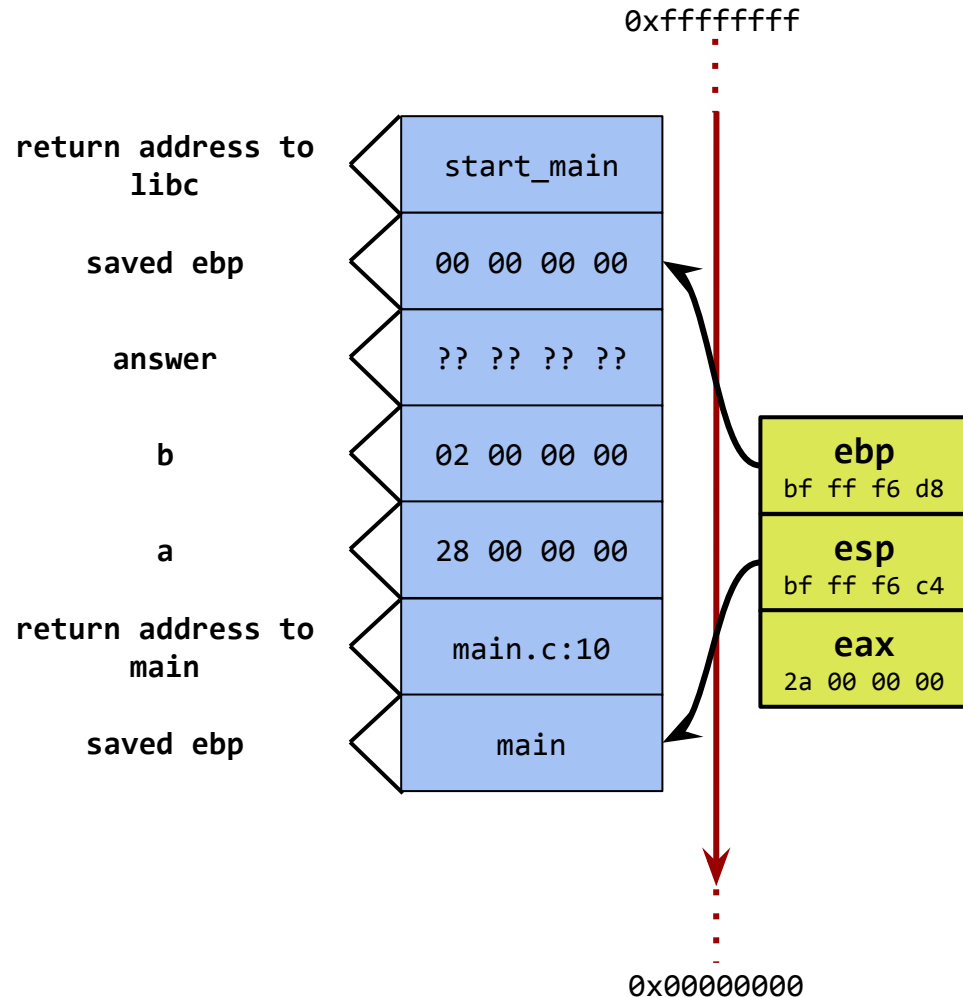 0xffffffff
return address to
libc
start_main
saved ebp
00 00 00 00
answer
?? ?? ?? ??
b
02 00 00 00
a
28 00 00 00
return address to
main
main.c:10
saved ebp
main
ebp
bf ff f6 d8
esp
bf ff f6 c4
eax
2a 00 00 00
0x00000000